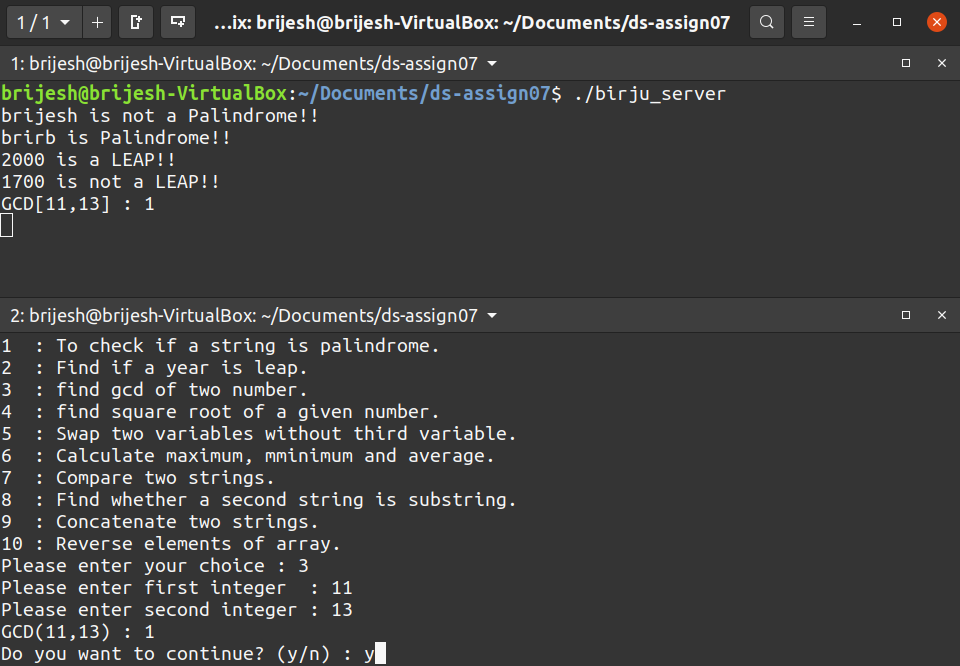 1 / 1
...ix: brijesh@brijesh-VirtualBox: ~/Documents/ds-assign07
1: brijesh@brijesh-VirtualBox: ~/Documents/ds-assign07
brijesh@brijesh-VirtualBox:~/Documents/ds-assign07$ ./birju_server
brijesh is not a Palindrome!!
brirb is Palindrome!!
2000 is a LEAP!!
1700 is not a LEAP!!
GCD[11,13] : 1
2: brijesh@brijesh-VirtualBox: ~/Documents/ds-assign07
1  : To check if a string is palindrome.
2  : Find if a year is leap.
3  : find gcd of two number.
4  : find square root of a given number.
5  : Swap two variables without third variable.
6  : Calculate maximum, mminimum and average.
7  : Compare two strings.
8  : Find whether a second string is substring.
9  : Concatenate two strings.
10 : Reverse elements of array.
Please enter your choice : 3
Please enter first integer  : 11
Please enter second integer : 13
GCD(11,13) : 1
Do you want to continue? (y/n) : y